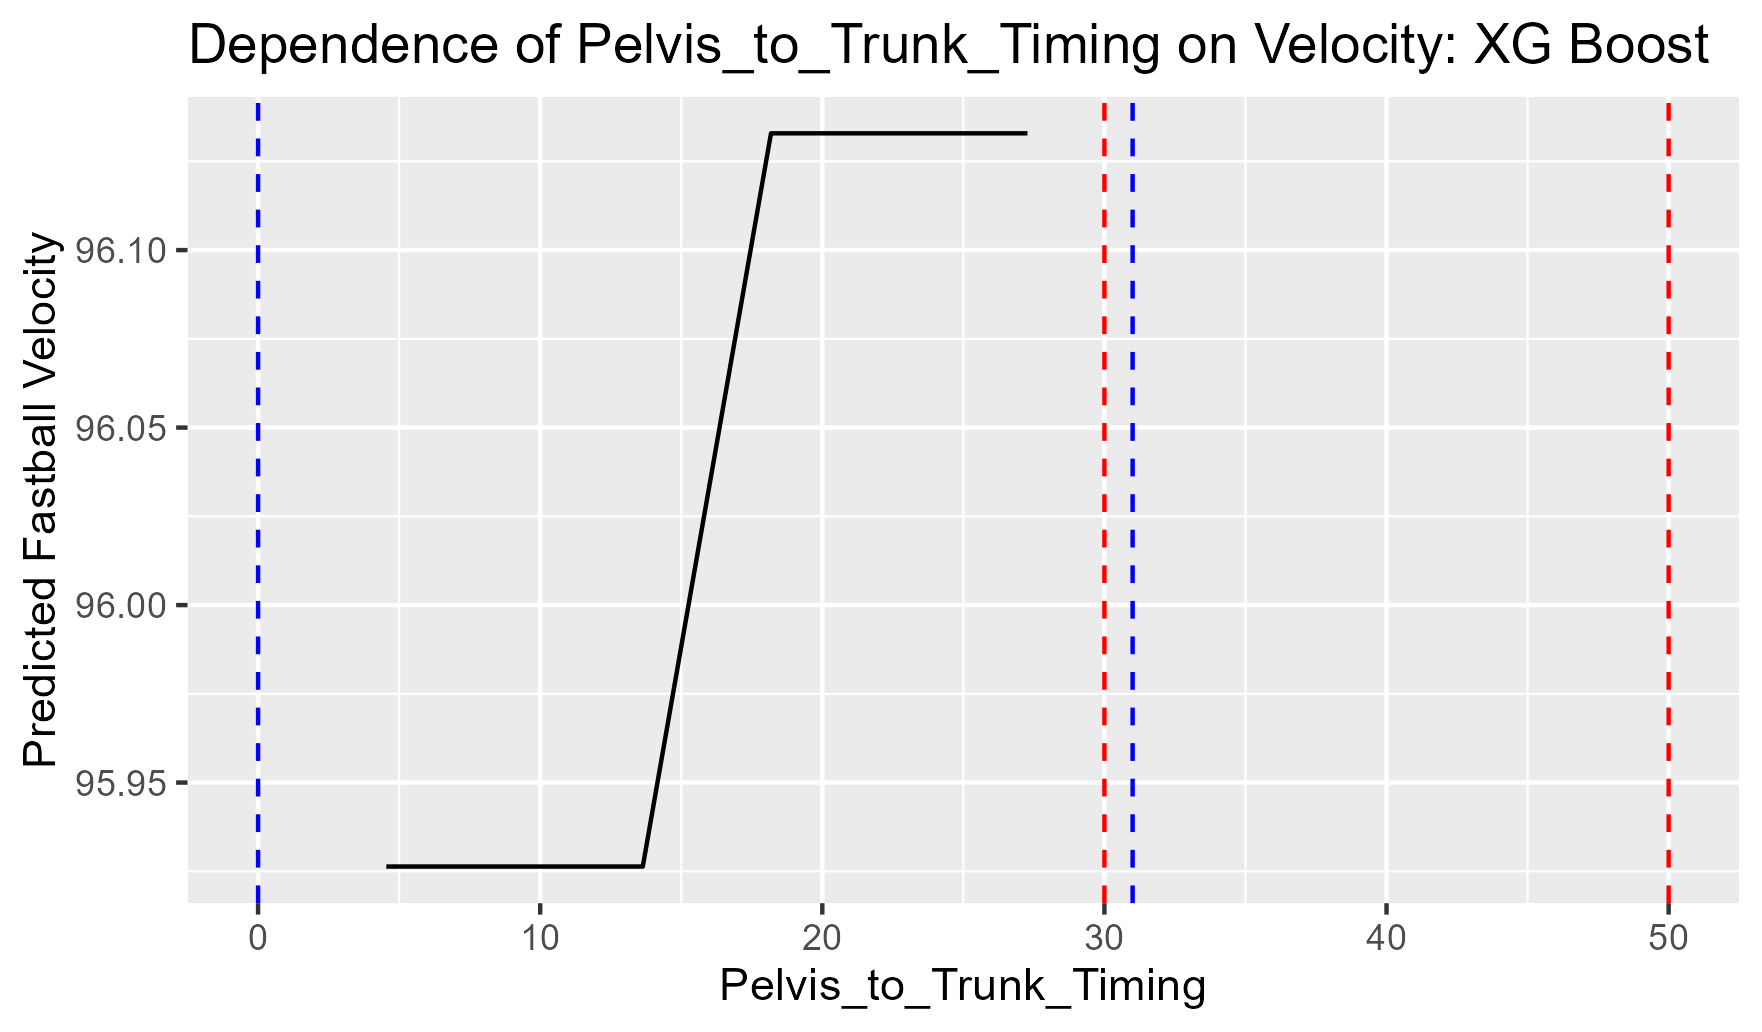 Dependence of Pelvis_to_Trunk_Timing on Velocity: XG Boost
Predicted Fastball Velocity
96.10
96.05
96.00
95.95
0 10 20 30 40 50
Pelvis_to_Trunk_Timing